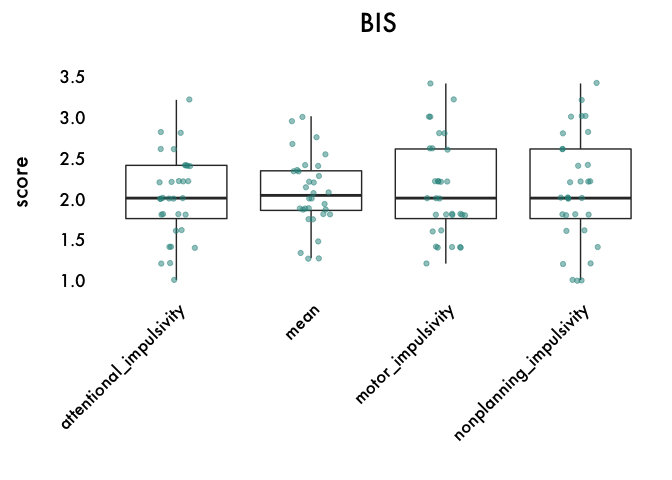 BIS
score
3.5
3.0
2.5
2.0
1.5
1.0
attentional_impulsivity
mean
motor_impulsivity
nonplanning_impulsivity